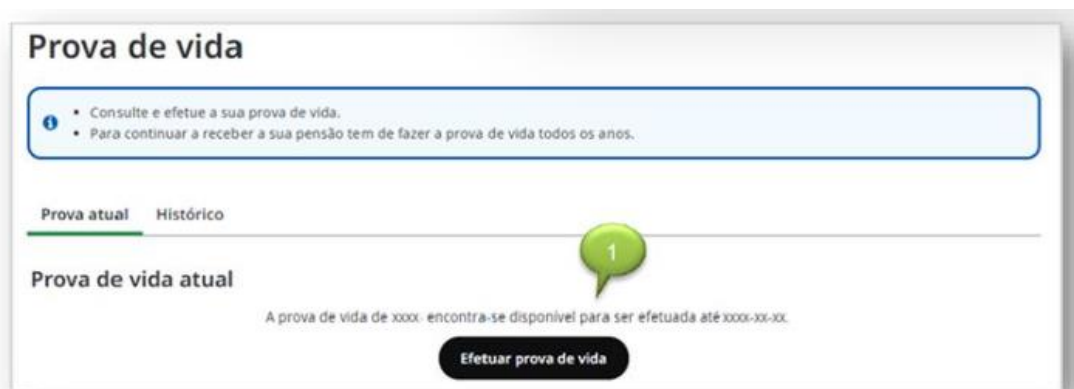 Prova de vida
• Consulte e efetue a sua prova de vida.
• Para continuar a receber a sua pensão tem de fazer a prova de vida todos os anos.
Prova atual Histórico
1
Prova de vida atual
A prova de vida de xxxx encontra-se disponível para ser efetuada até xxxx-xx-xx.
Efetuar prova de vida